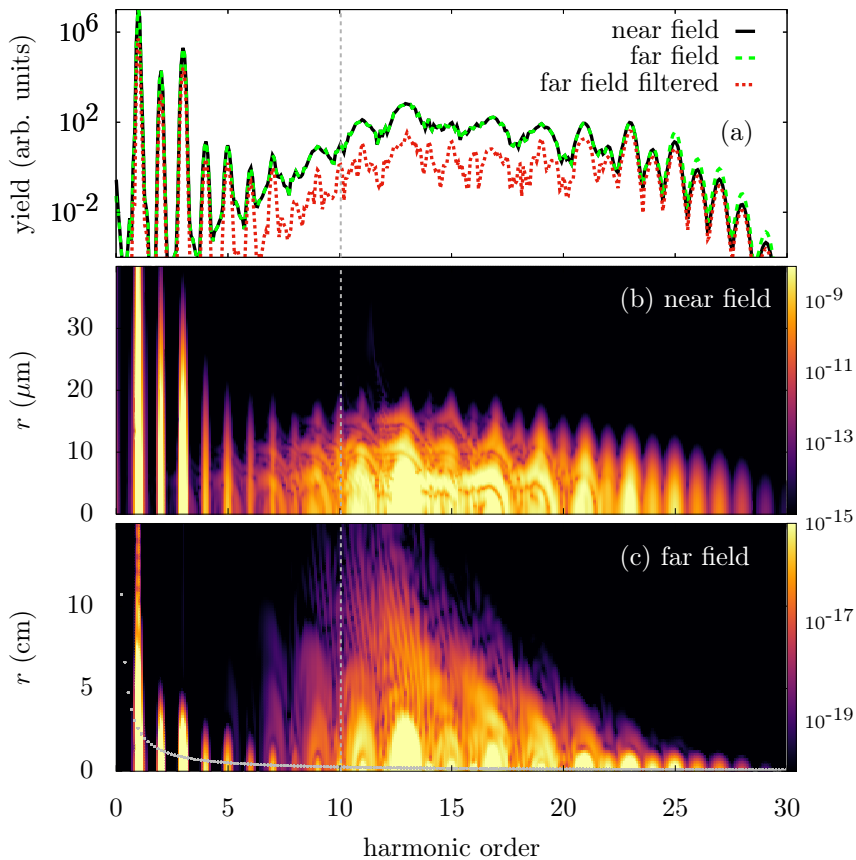 10^6
10^2
10^-2
yield (arb. units)
near field
far field
far field filtered
(a)
30
20
10
0
r (μm)
(b) near field
10^-9
10^-11
10^-13
10^-15
10
5
0
r (cm)
(c) far field
10^-17
10^-19
0 5 10 15 20 25 30
harmonic order